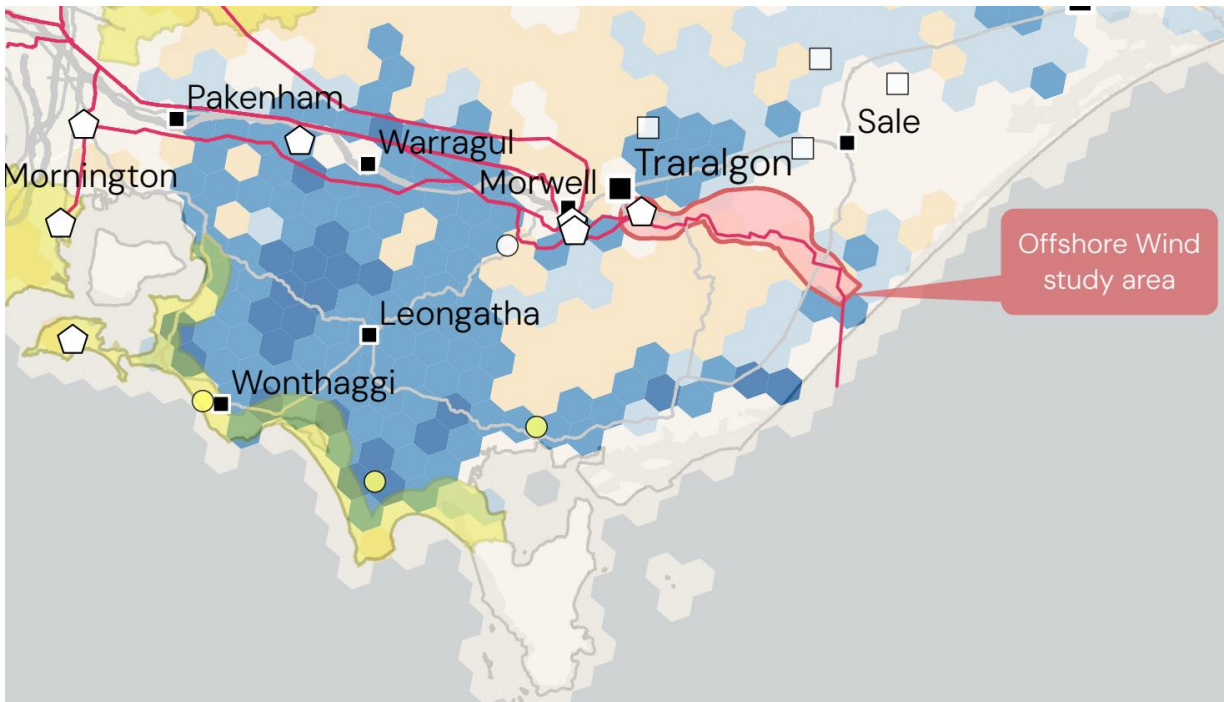 Pakenham
Warragul
Sale
Mornington
Morwell
Traralgon
Offshore Wind
study area
Leongatha
Wonthaggi